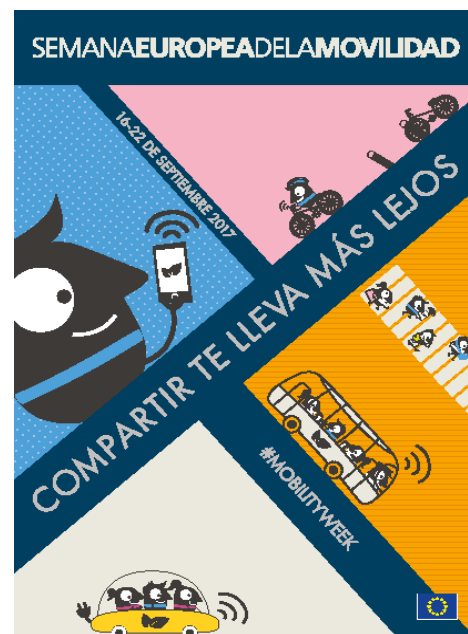 SEMANAEUROPEADELAMOVILIDAD
16-22 DE SEPTIEMBRE 2017
COMPARTIR TE LLEVA MÁS LEJOS
#MOBILITYWEEK